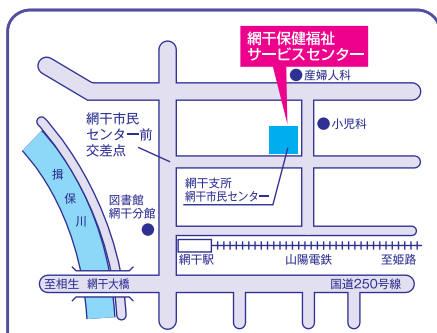 網干保健福祉
サービスセンター
産婦人科
網干市民
センター前
交差点
小児科
網干支所
網干市民センター
揖保川
図書館
網干分館
網干駅
山陽電鉄
至姫路
至相生
網干大橋
国道250号線